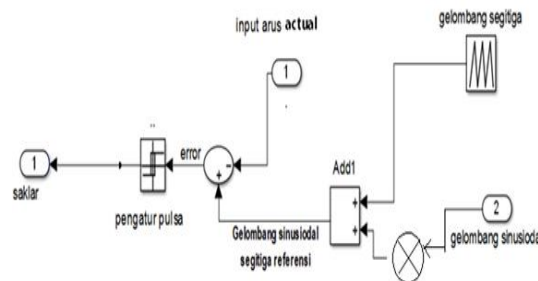 input arus actual
gelombang segitiga
1
error
Add1
1
saklar
pengatur pulsa
Gelombang sinusiodal
segitiga referensi
2
gelombang sinusioda